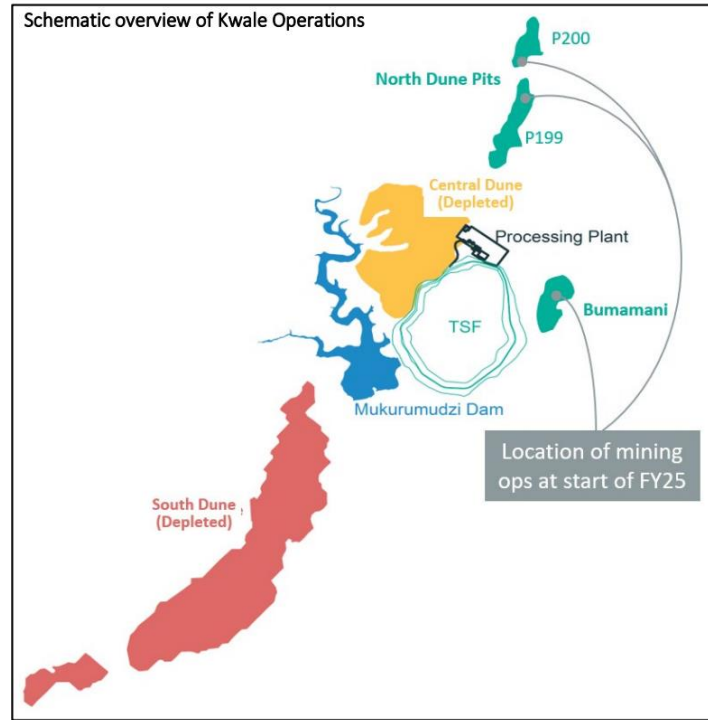 Schematic overview of Kwale Operations
P200
North Dune Pits
P199
Central Dune
(Depleted)
Processing Plant
Bumamani
TSF
Mukurumudzi Dam
Location of mining
ops at start of FY25
South Dune
(Depleted)